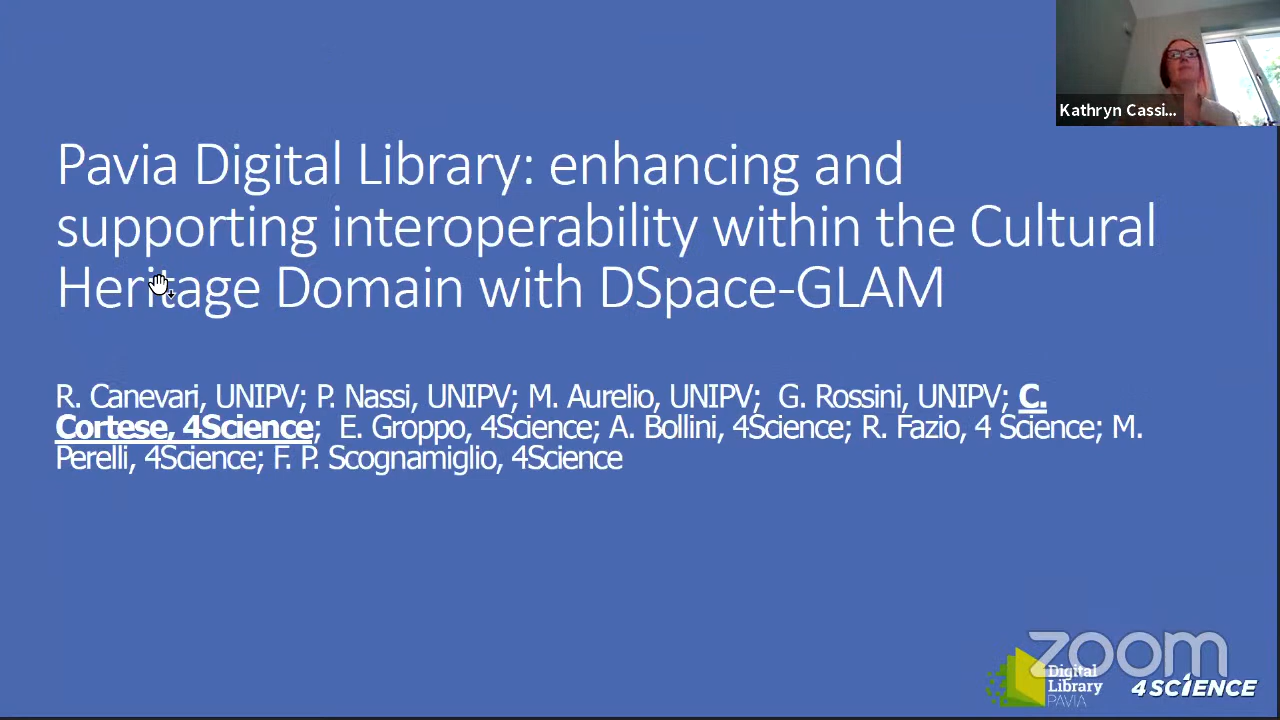 Kathryn Cassi...
Pavia Digital Library: enhancing and
supporting interoperability within the Cultural
Heritage Domain with DSpace-GLAM
R. Canevari, UNIPV; P. Nassi, UNIPV; M. Aurelio, UNIPV;  G. Rossini, UNIPV; C.
Cortese, 4Science;  E. Groppo, 4Science; A. Bollini, 4Science; R. Fazio, 4 Science; M.
Perelli, 4Science; F. P. Scognamiglio, 4Science
zoom
Digital
Library
PAVIA
4SCIENCE